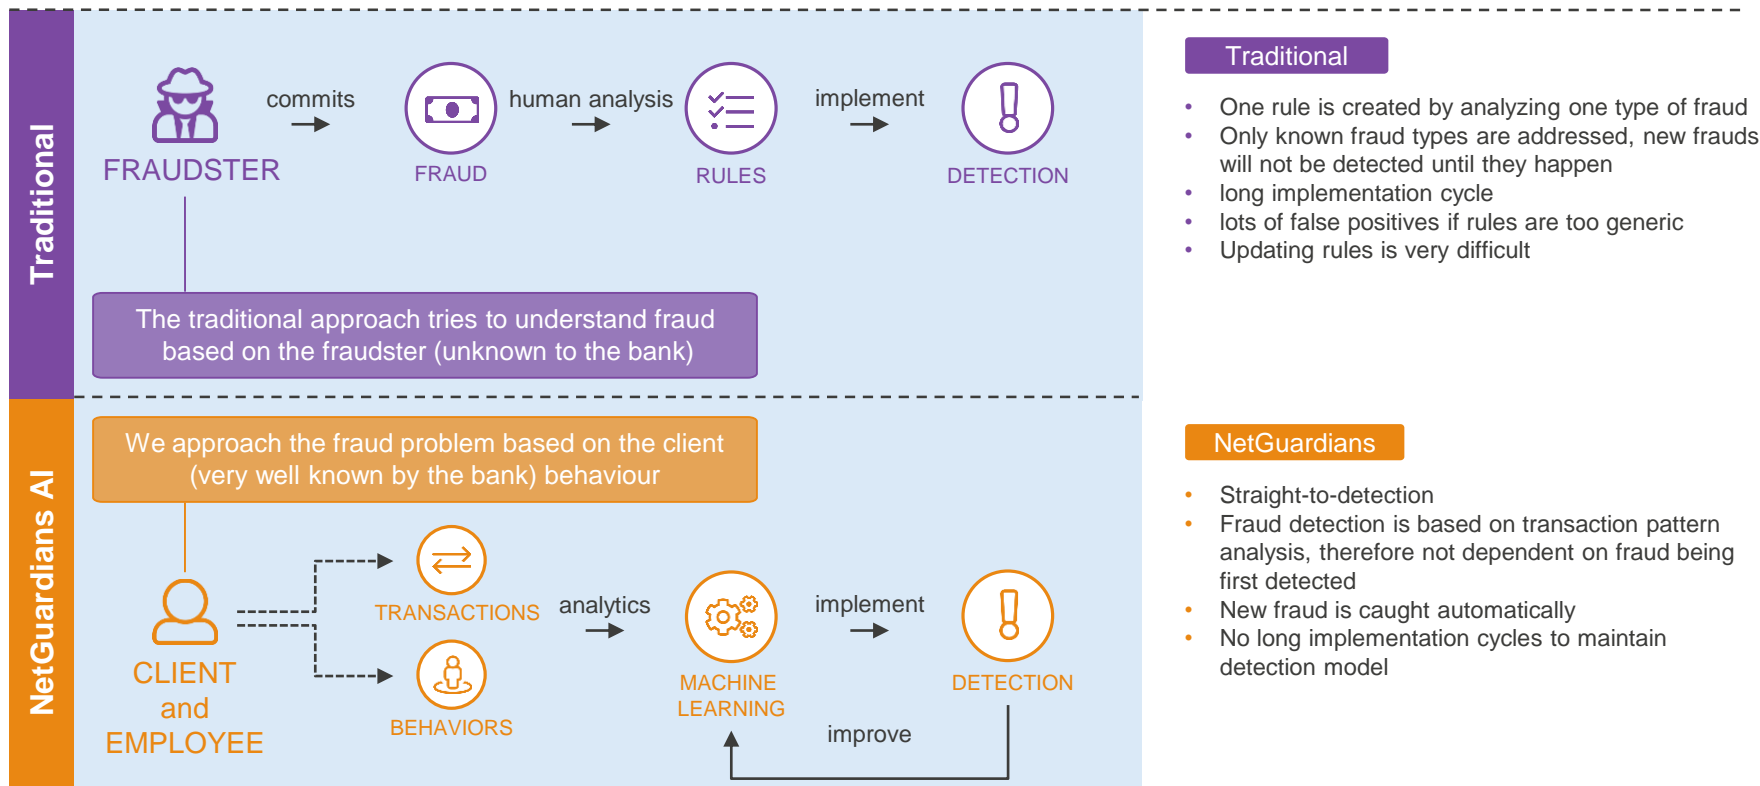 Traditional
commits
human analysis
implement
FRAUDSTER
FRAUD
RULES
DETECTION
The traditional approach tries to understand fraud
based on the fraudster (unknown to the bank)
Traditional
• One rule is created by analyzing one type of fraud
• Only known fraud types are addressed, new frauds
will not be detected until they happen
• long implementation cycle
• lots of false positives if rules are too generic
• Updating rules is very difficult
NetGuardians AI
We approach the fraud problem based on the client
(very well known by the bank) behaviour
CLIENT
and
EMPLOYEE
TRANSACTIONS
BEHAVIORS
analytics
MACHINE
LEARNING
implement
DETECTION
improve
NetGuardians
• Straight-to-detection
• Fraud detection is based on transaction pattern
analysis, therefore not dependent on fraud being
first detected
• New fraud is caught automatically
• No long implementation cycles to maintain
detection model